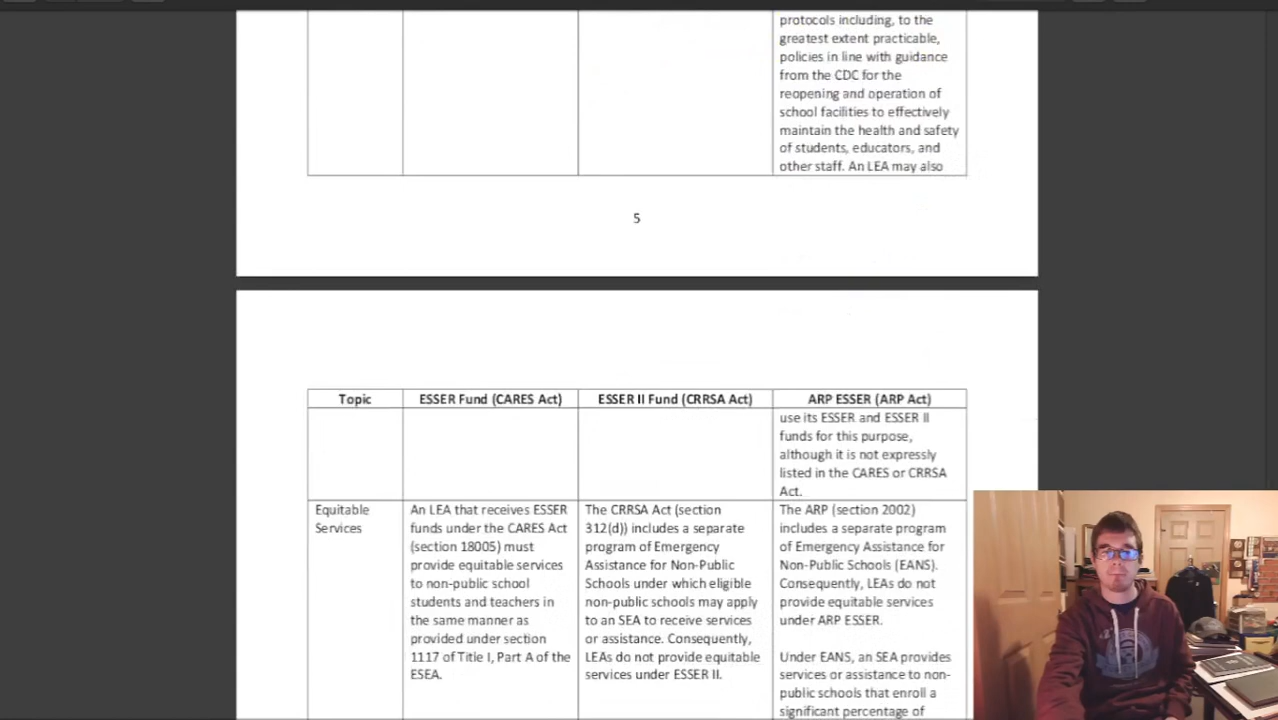 protocols including, to the
greatest extent practicable,
policies in line with guidance
from the CDC for the
reopening and operation of
school facilities to effectively
maintain the health and safety
of students, educators, and
other staff. An LEA may also
5
Topic
ESSER Fund (CARES Act)
ESSER II Fund (CRRSA Act)
ARP ESSER (ARP Act)
use its ESSER and ESSER II
funds for this purpose,
although it is not expressly
listed in the CARES or CRRSA
Act.
Equitable
Services
An LEA that receives ESSER
funds under the CARES Act
(section 18005) must
provide equitable services
to non-public school
students and teachers in
the same manner as
provided under section
1117 of Title I, Part A of the
ESEA.
The CRRSA Act (section
312(d)) includes a separate
program of Emergency
Assistance for Non-Public
Schools under which eligible
non-public schools may apply
to an SEA to receive services
or assistance. Consequently,
LEAs do not provide equitable
services under ESSER II.
The ARP (section 2002)
includes a separate program
of Emergency Assistance for
Non-Public Schools (EANS).
Consequently, LEAs do not
provide equitable services
under ARP ESSER.
Under EANS, an SEA provides
services or assistance to non-
public schools that enroll a
significant percentage of